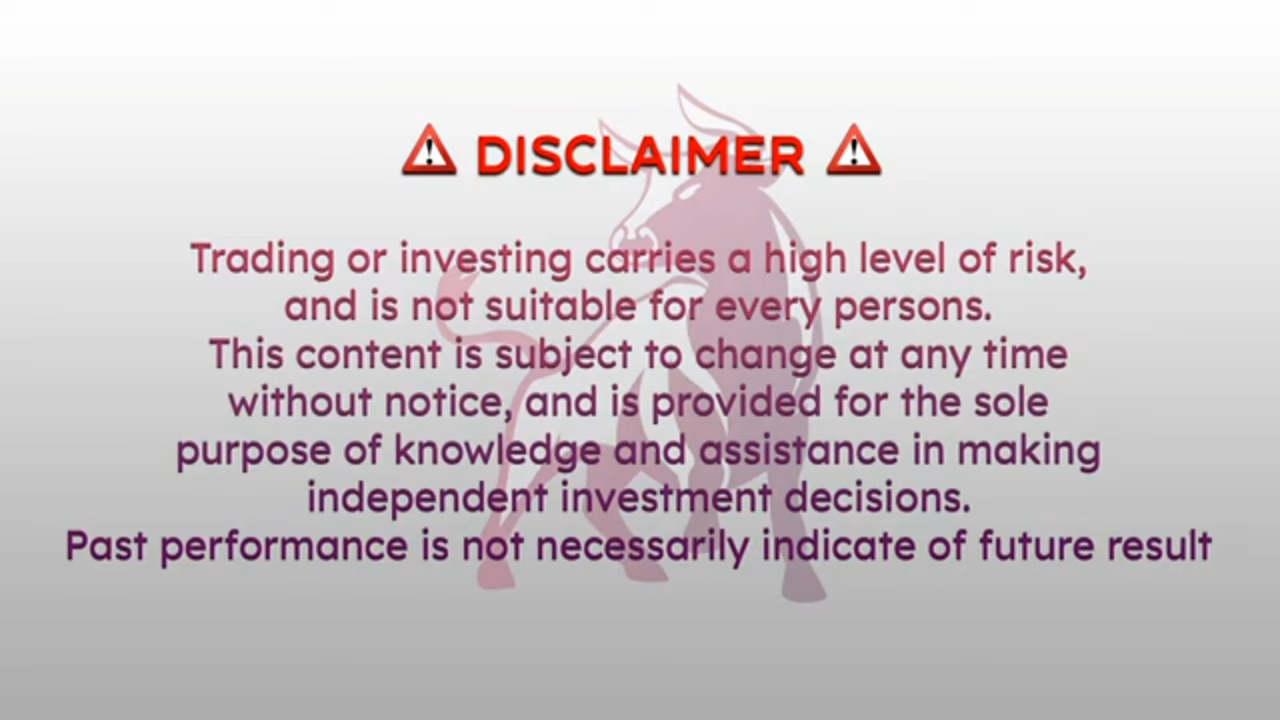 ⚠ DISCLAIMER ⚠
Trading or investing carries a high level of risk,
and is not suitable for every persons.
This content is subject to change at any time
without notice, and is provided for the sole
purpose of knowledge and assistance in making
independent investment decisions.
Past performance is not necessarily indicate of future result